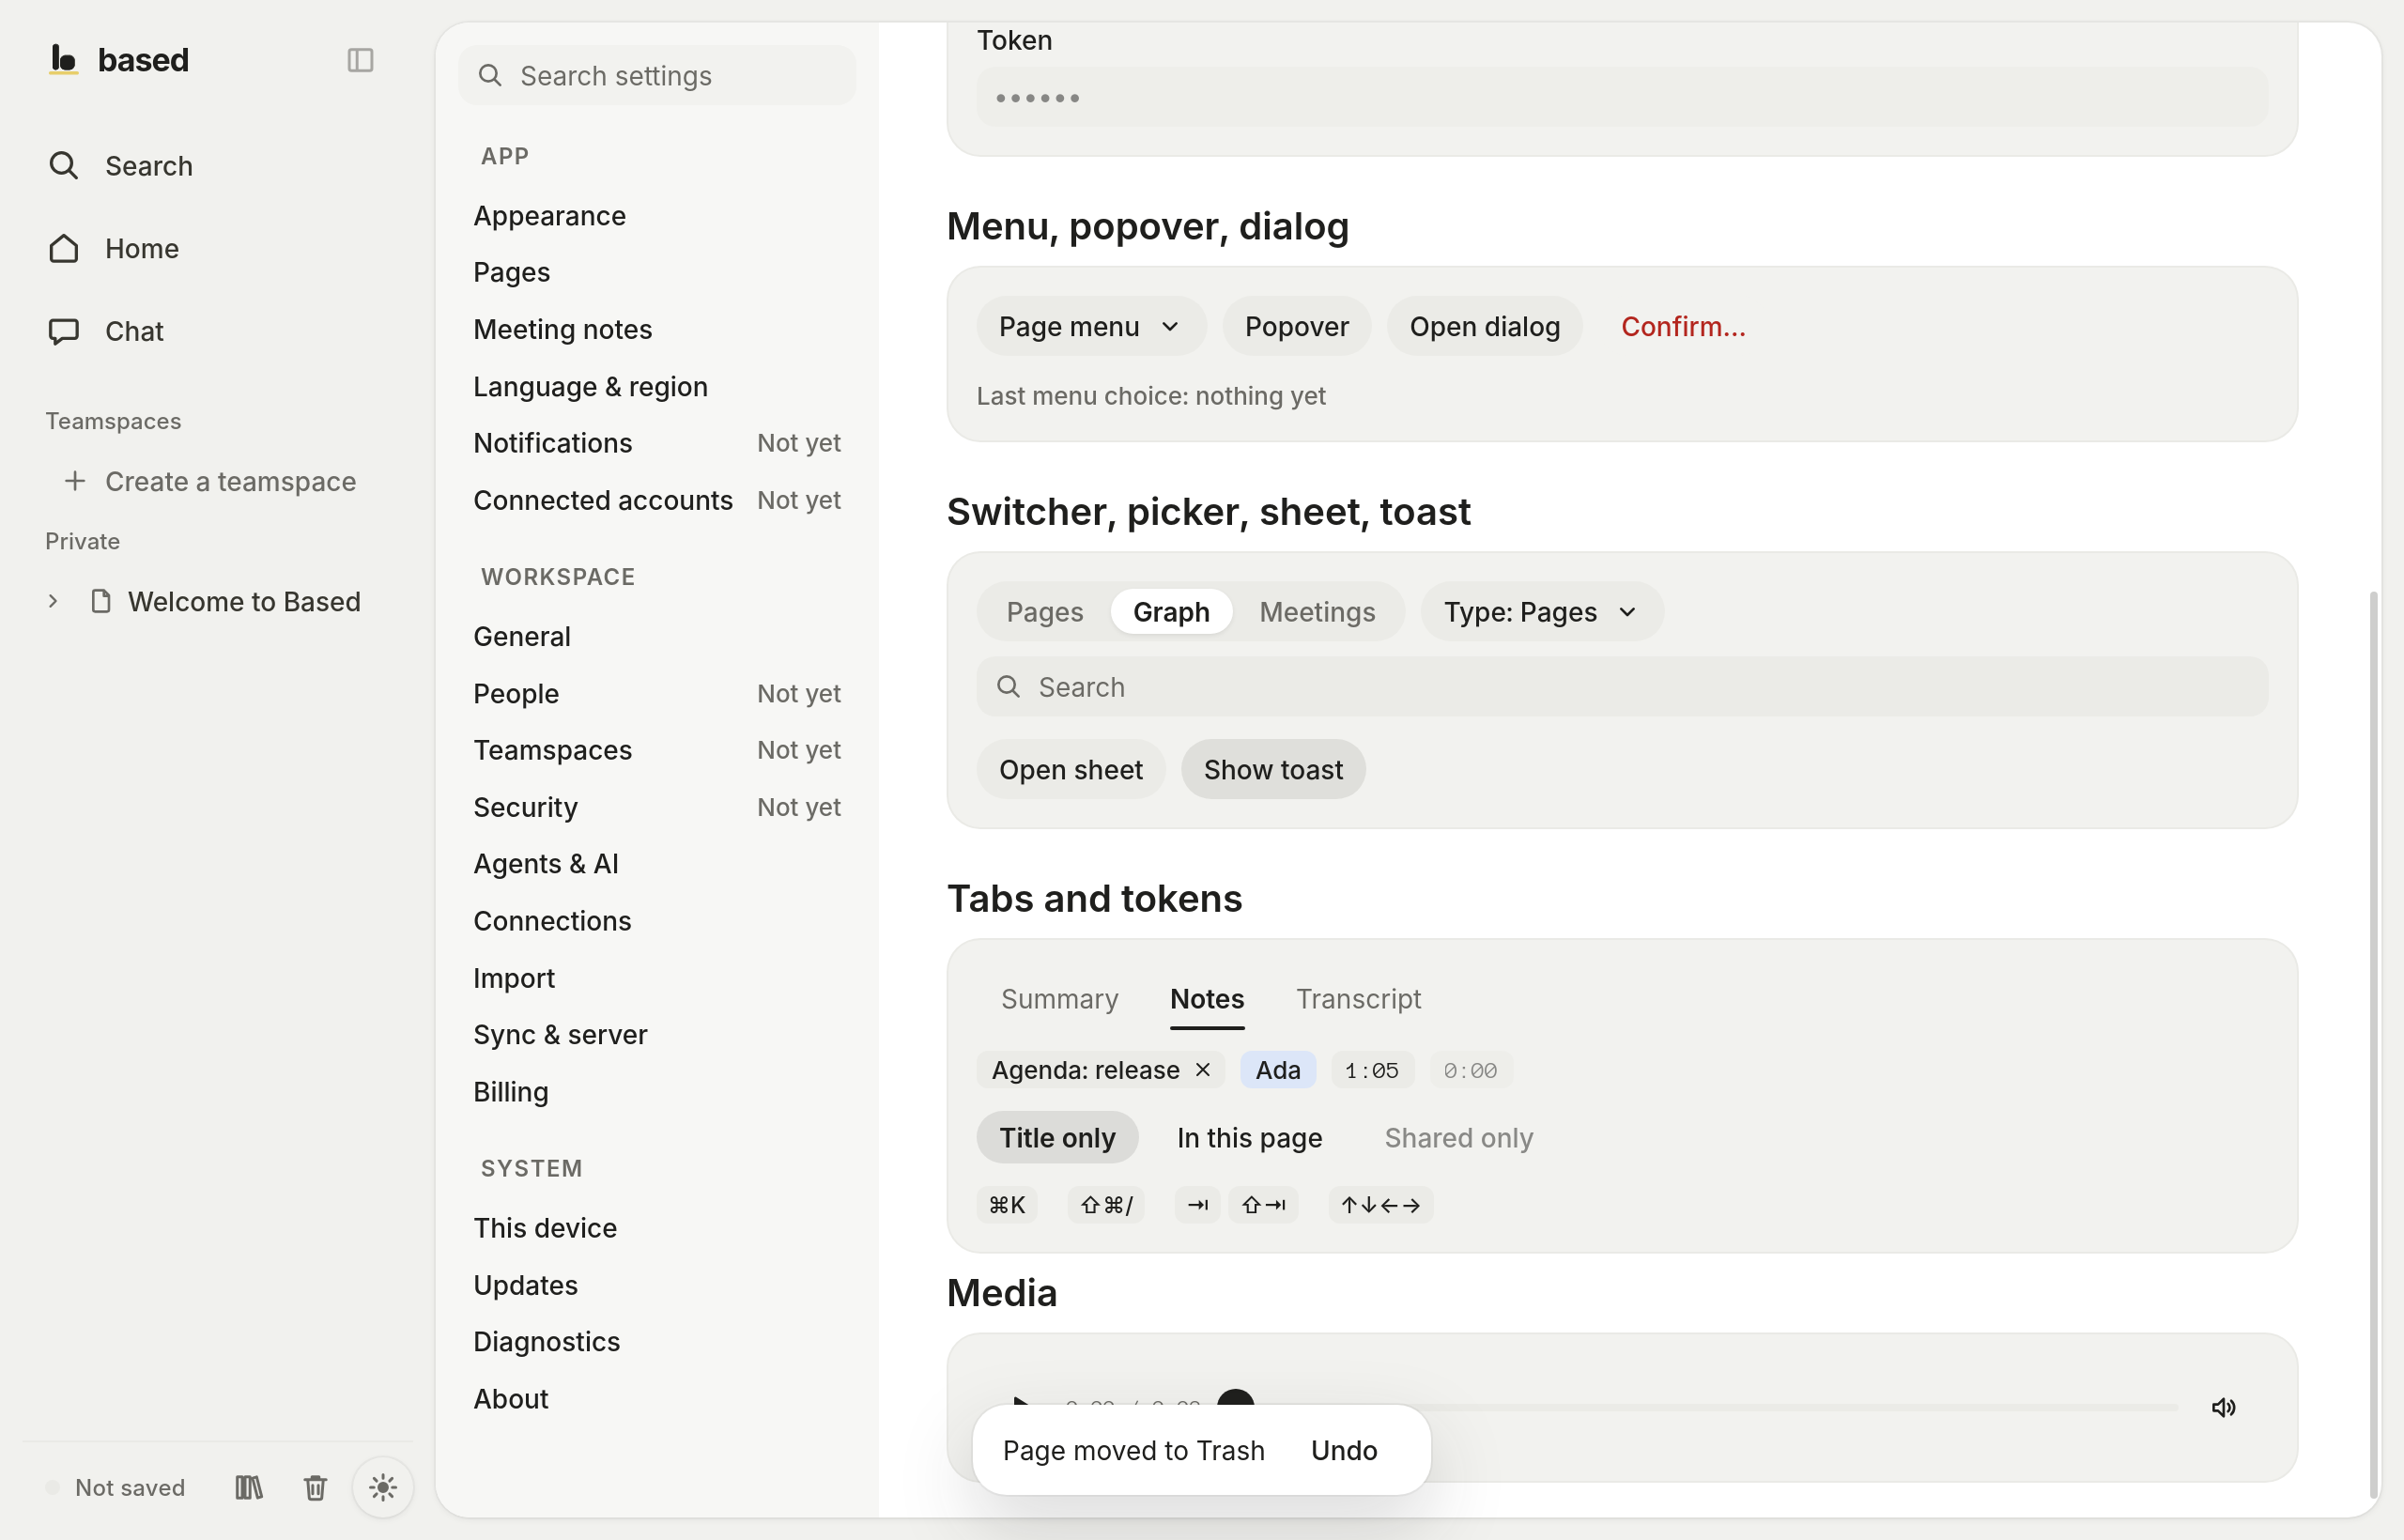 based
Search
Home
Chat
Teamspaces
Create a teamspace
Private
Welcome to Based
Not saved
Search settings
APP
Appearance
Pages
Meeting notes
Language & region
Notifications Not yet
Connected accounts Not yet
WORKSPACE
General
People Not yet
Teamspaces Not yet
Security Not yet
Agents & AI
Connections
Import
Sync & server
Billing
SYSTEM
This device
Updates
Diagnostics
About
Token
Menu, popover, dialog
Page menu Popover Open dialog Confirm...
Last menu choice: nothing yet
Switcher, picker, sheet, toast
Pages Graph Meetings Type: Pages
Search
Open sheet Show toast
Tabs and tokens
Summary Notes Transcript
Agenda: release × Ada 1:05 0:00
Title only In this page Shared only
⌘K ⇧⌘/ ⇥ ⇧⇥ ↑↓←→
Media
Page moved to Trash Undo